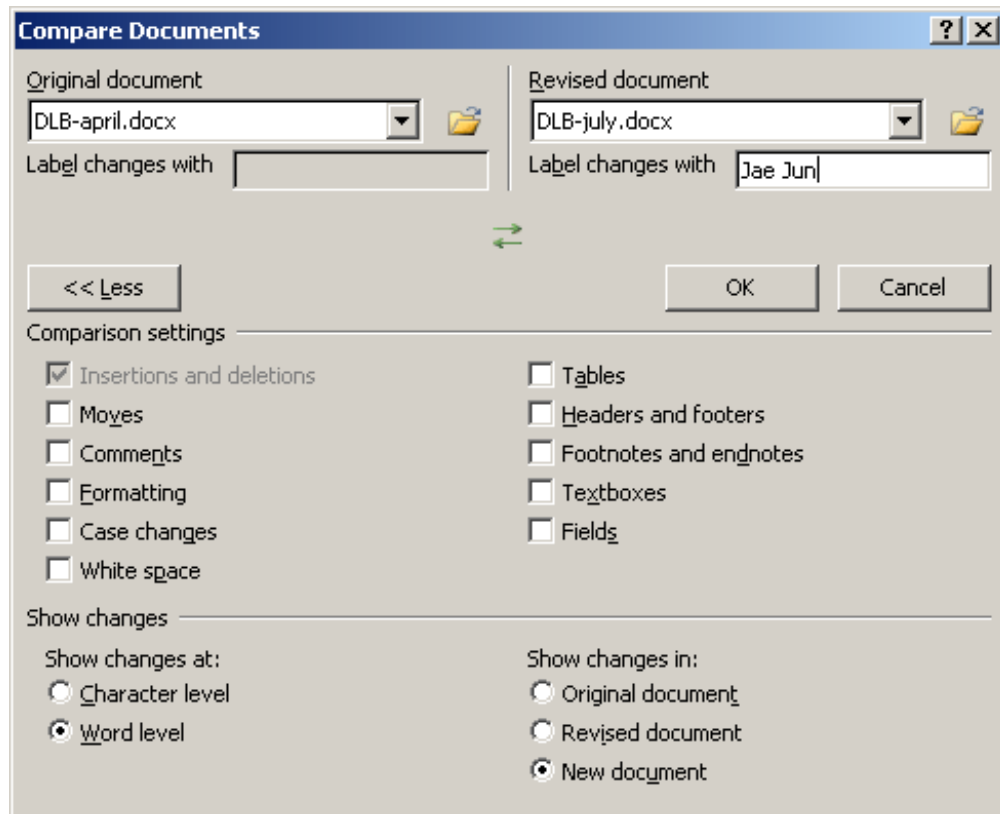 Compare Documents
Original document
Revised document
DLB-april.docx
DLB-july.docx
Label changes with
Label changes with Jae Jun
<< Less
OK
Cancel
Comparison settings
Insertions and deletions
Tables
Moves
Headers and footers
Comments
Footnotes and endnotes
Formatting
Textboxes
Case changes
Fields
White space
Show changes
Show changes at:
Show changes in:
Character level
Original document
Word level
Revised document
New document